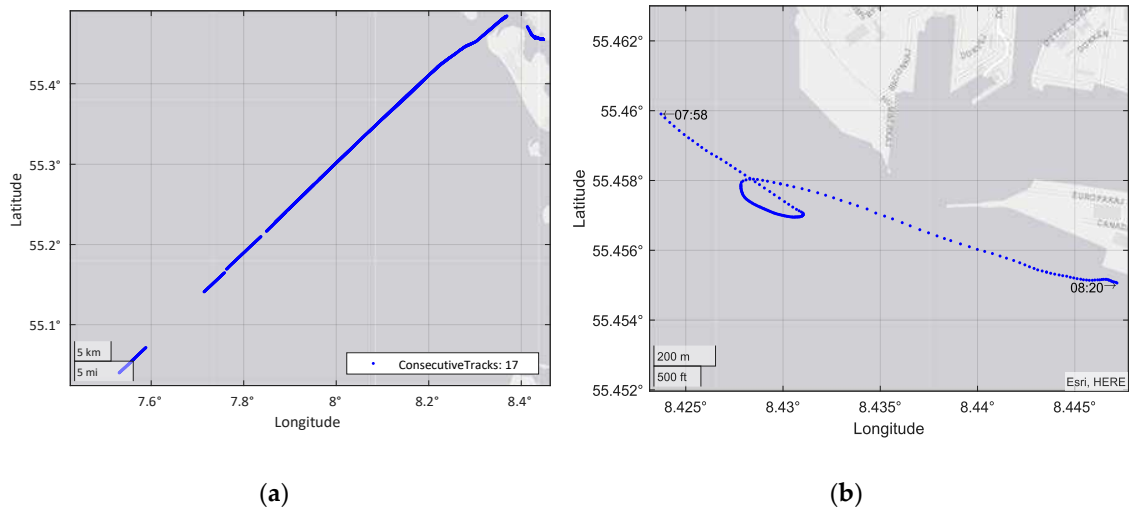 55.4°
55.3°
55.2°
55.1°
Latitude
5 km
5 mi
ConsecutiveTracks: 17
7.6°
7.8°
8°
8.2°
8.4°
Longitude
(a)
55.462°
55.46°
55.458°
55.456°
55.454°
55.452°
Latitude
07:58
08:20
DOKKEN
EUROPAKAJ
CANADA
200 m
500 ft
Esri, HERE
8.425°
8.43°
8.435°
8.44°
8.445°
Longitude
(b)